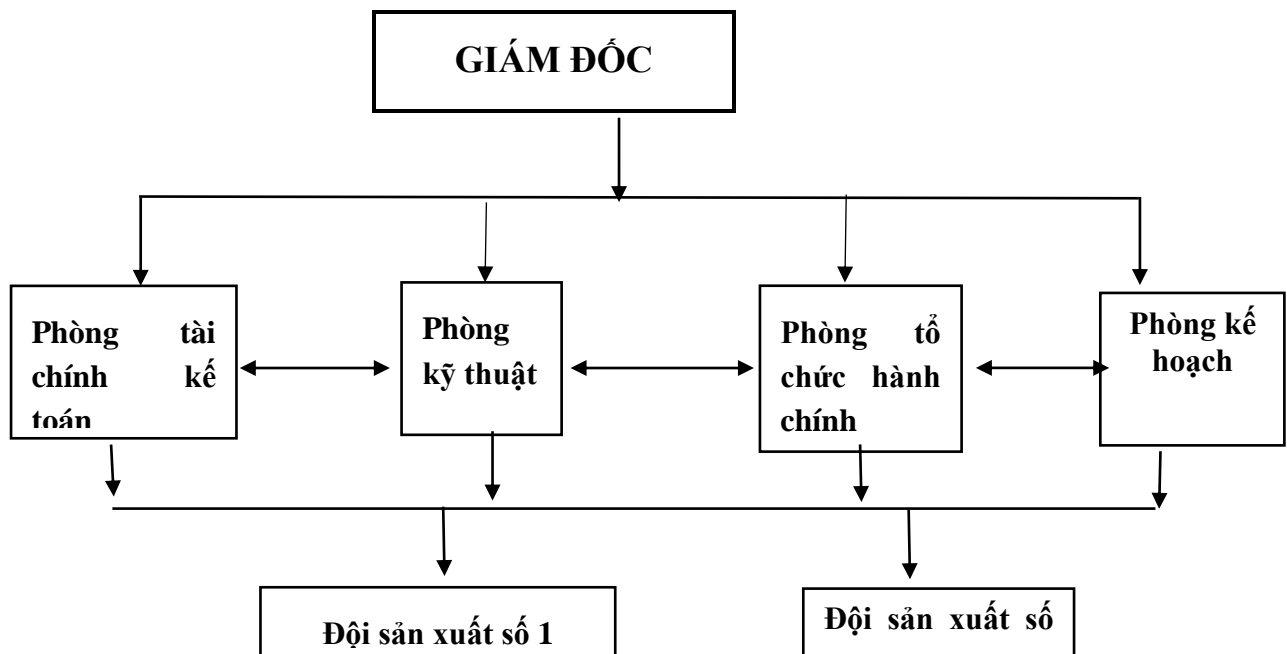 GIÁM ĐỐC
Phòng tài
chính kế
toán
Phòng
kỹ thuật
Phòng tổ
chức hành
chính
Phòng kế
hoạch
Đội sản xuất số 1
Đội sản xuất số